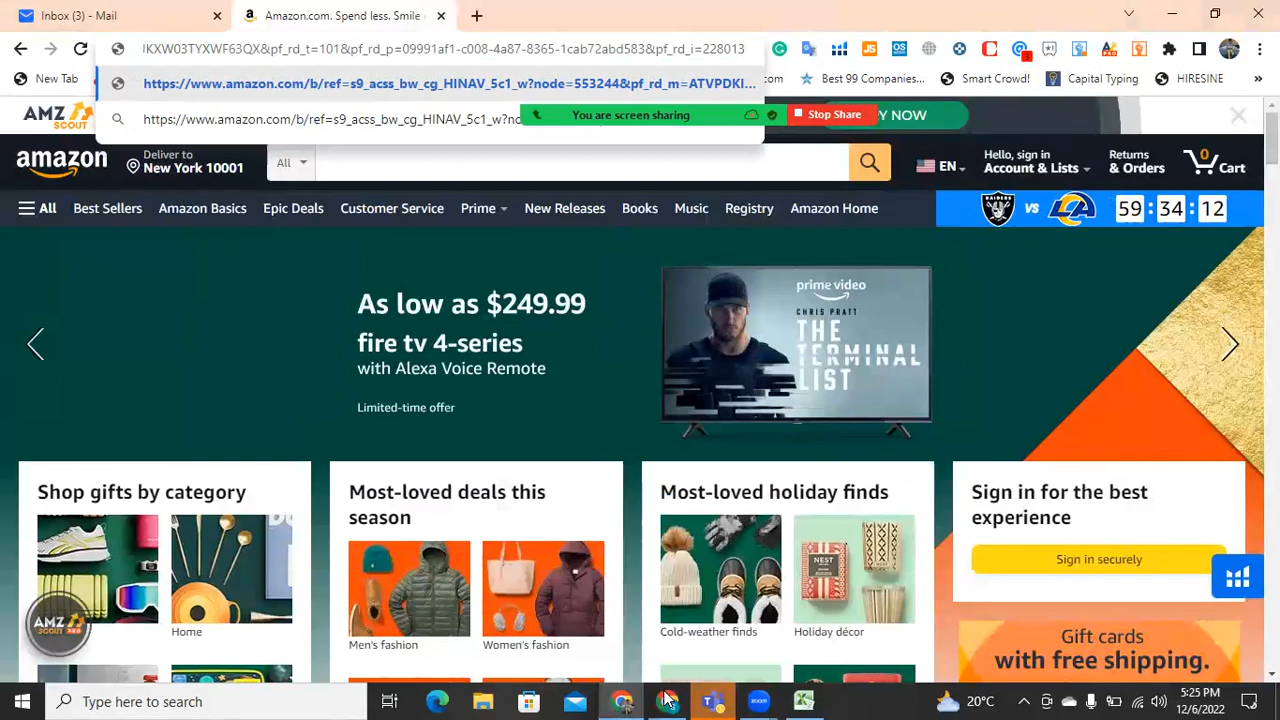 Inbox (3) - Mail
Amazon.com. Spend less. Smile
IKXW03TYXWF63QX&pf_rd_t=101&pf_rd_p=09991af1-c008-4a87-8365-1cab72abd583&pf_rd_i=228013
https://www.amazon.com/b/ref=s9_acss_bw_cg_HINAV_5c1_w?node=553244&pf_rd_m=ATVPDKI...
https://www.amazon.com/b/ref=s9_acss_bw_cg_HINAV_5c1_w?no
New Tab
Best 99 Companies...
Smart Crowd
Capital Typing
HIRESINE
AMZ
SCOUT
You are screen sharing
Stop Share
NOW
amazon
Deliver to
New York 10001
All
EN
Hello, sign in
Account & Lists
Returns
& Orders
0
Cart
All
Best Sellers
Amazon Basics
Epic Deals
Customer Service
Prime
New Releases
Books
Music
Registry
Amazon Home
RAIDERS
VS
59 : 34 : 12
As low as $249.99
fire tv 4-series
with Alexa Voice Remote
Limited-time offer
prime video
CHRIS PRATT
THE
TERMINAL
LIST
Shop gifts by category
Home
Most-loved deals this
season
Men's fashion
Women's fashion
Most-loved holiday finds
NEST
Cold-weather finds
Holiday décor
Sign in for the best
experience
Sign in securely
Gift cards
with free shipping.
AMZ
SCOUT PRO
Type here to search
zoom
20°C
5:25 PM
12/6/2022